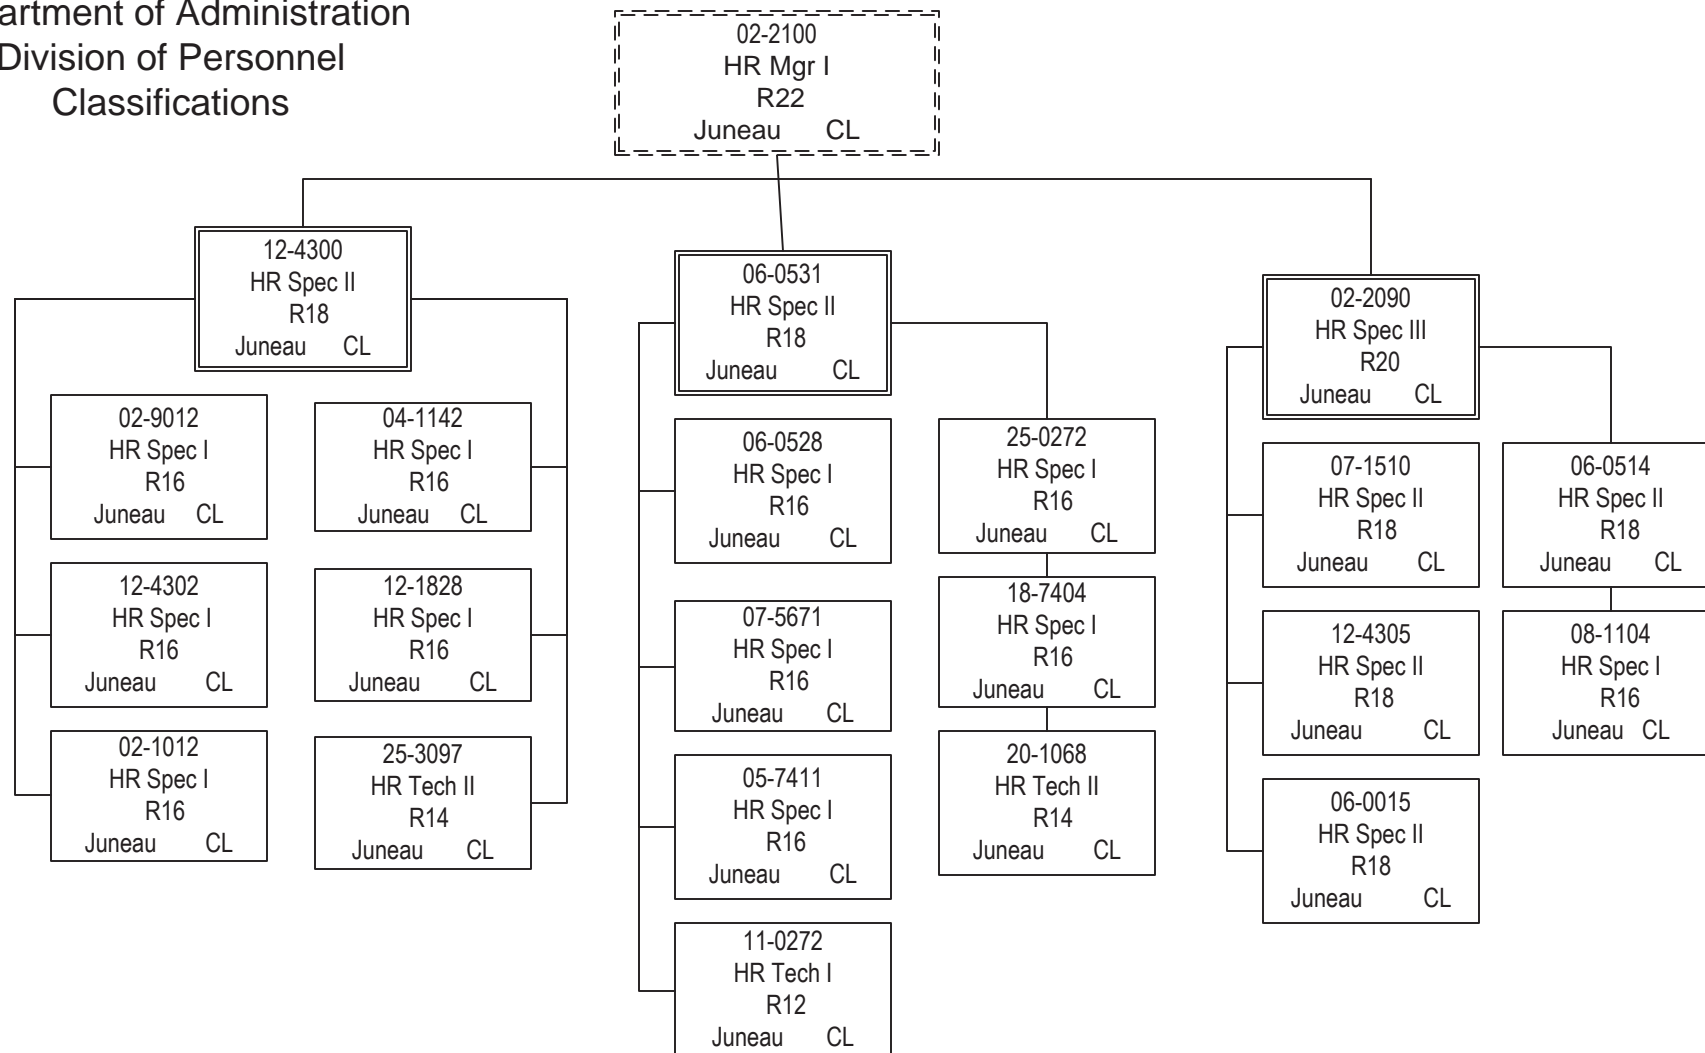 Division of Personnel
Classifications
of Administration
02-2100
HR Mgr I
R22
Juneau CL
12-4300
HR Spec II
R18
Juneau CL
02-9012
HR Spec I
R16
Juneau CL
04-1142
HR Spec I
R16
Juneau CL
12-4302
HR Spec I
R16
Juneau CL
12-1828
HR Spec I
R16
Juneau CL
02-1012
HR Spec I
R16
Juneau CL
25-3097
HR Tech II
R14
Juneau CL
06-0531
HR Spec II
R18
Juneau CL
06-0528
HR Spec I
R16
Juneau CL
07-5671
HR Spec I
R16
Juneau CL
05-7411
HR Spec I
R16
Juneau CL
11-0272
HR Tech I
R12
Juneau CL
25-0272
HR Spec I
R16
Juneau CL
18-7404
HR Spec I
R16
Juneau CL
20-1068
HR Tech II
R14
Juneau CL
02-2090
HR Spec III
R20
Juneau CL
07-1510
HR Spec II
R18
Juneau CL
12-4305
HR Spec II
R18
Juneau CL
06-0015
HR Spec II
R18
Juneau CL
06-0514
HR Spec II
R18
Juneau CL
08-1104
HR Spec I
R16
Juneau CL